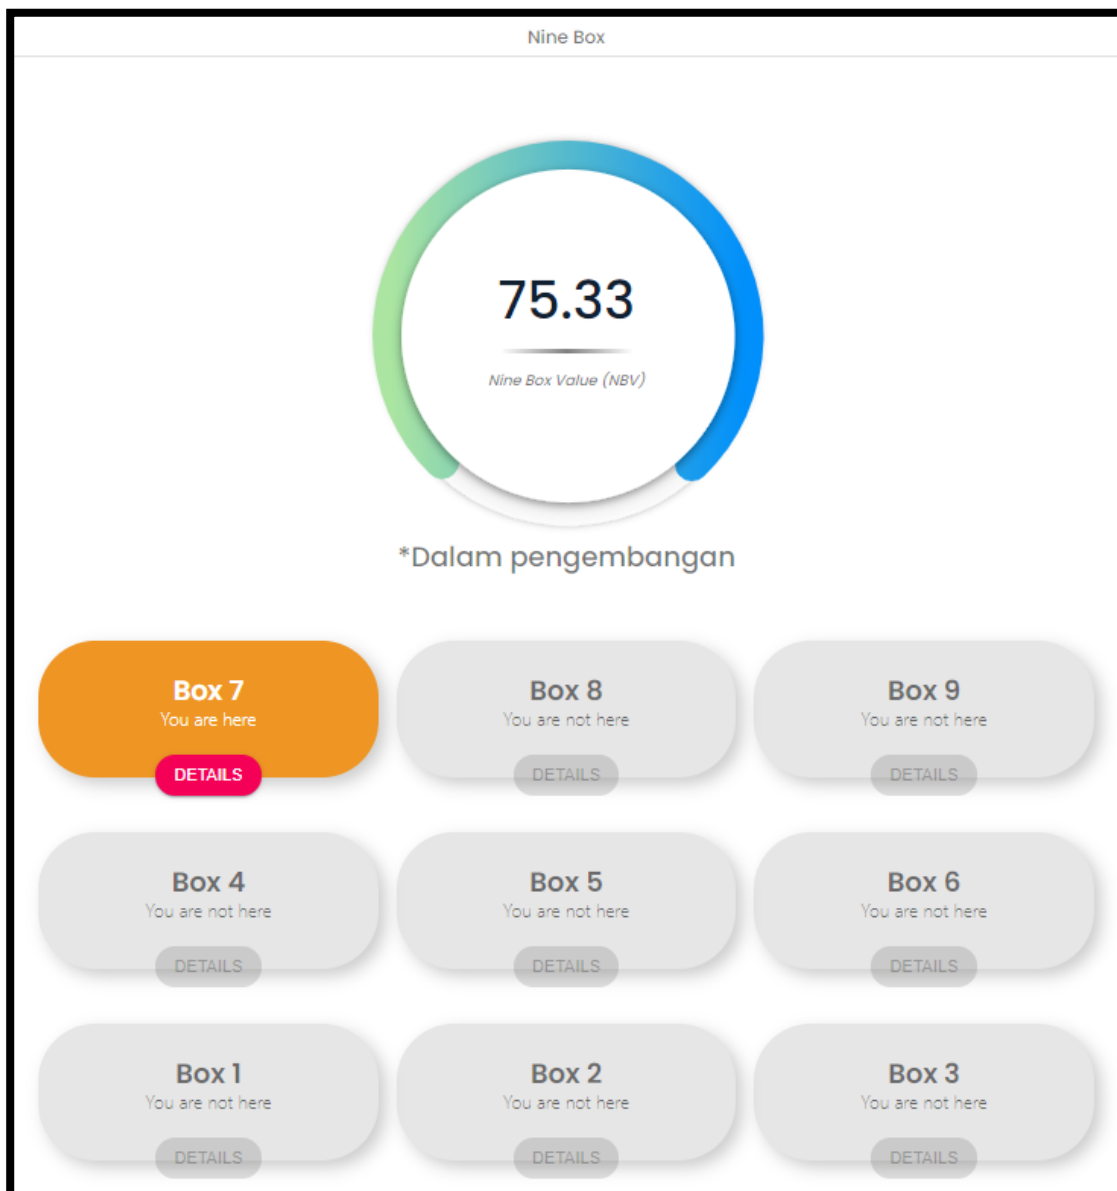 Nine Box
75.33
Nine Box Value (NBV)
*Dalam pengembangan
Box 7
You are here
DETAILS
Box 8
You are not here
DETAILS
Box 9
You are not here
DETAILS
Box 4
You are not here
DETAILS
Box 5
You are not here
DETAILS
Box 6
You are not here
DETAILS
Box 1
You are not here
DETAILS
Box 2
You are not here
DETAILS
Box 3
You are not here
DETAILS